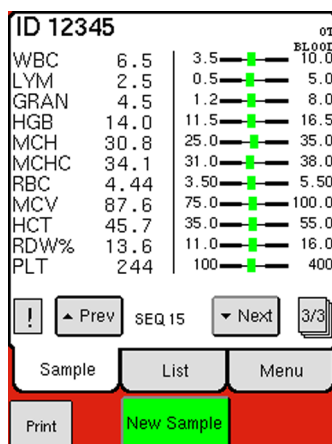 ID 12345 OT
BLOOD
WBC 6.5 3.5 10.0
LYM 2.5 0.5 5.0
GRAN 4.5 1.2 8.0
HGB 14.0 11.5 16.5
MCH 30.8 25.0 35.0
MCHC 34.1 31.0 38.0
RBC 4.44 3.50 5.50
MCV 87.6 75.0 100.0
HCT 45.7 35.0 55.0
RDW% 13.6 11.0 16.0
PLT 244 100 400
! Prev SEQ 15 Next 3/3
Sample List Menu
Print New Sample